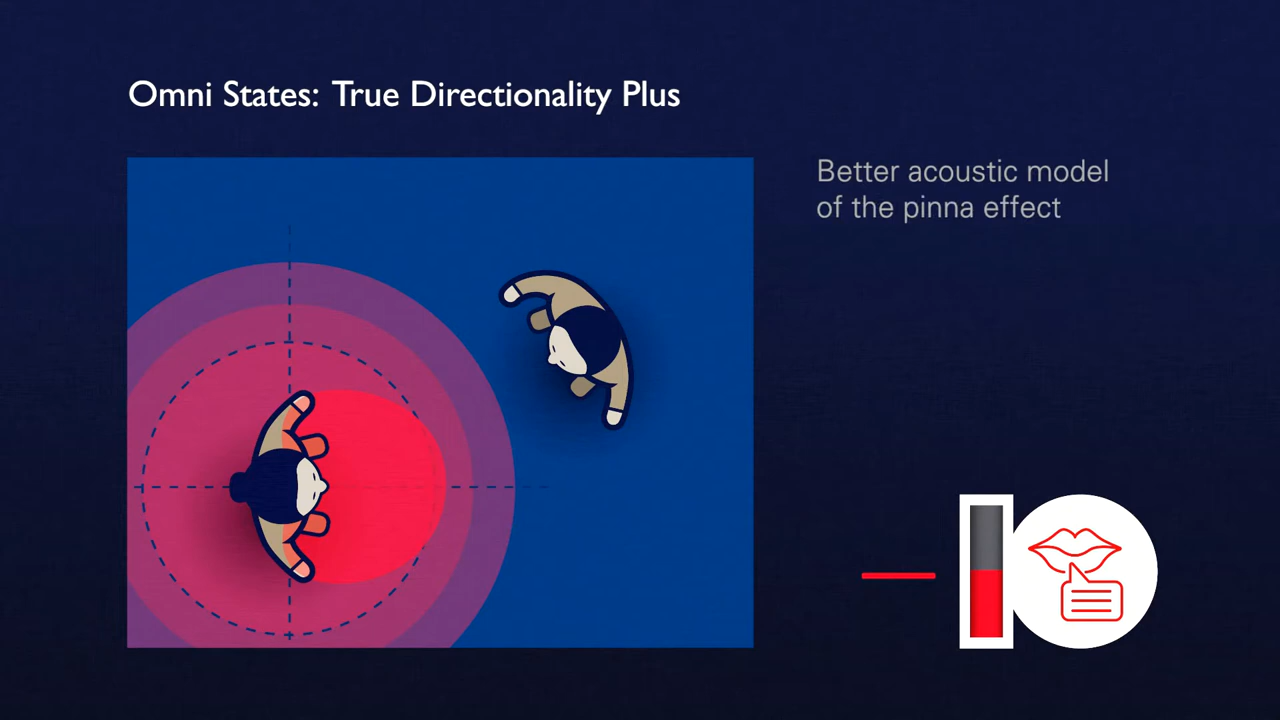 Omni States: True Directionality Plus
Better acoustic model
of the pinna effect